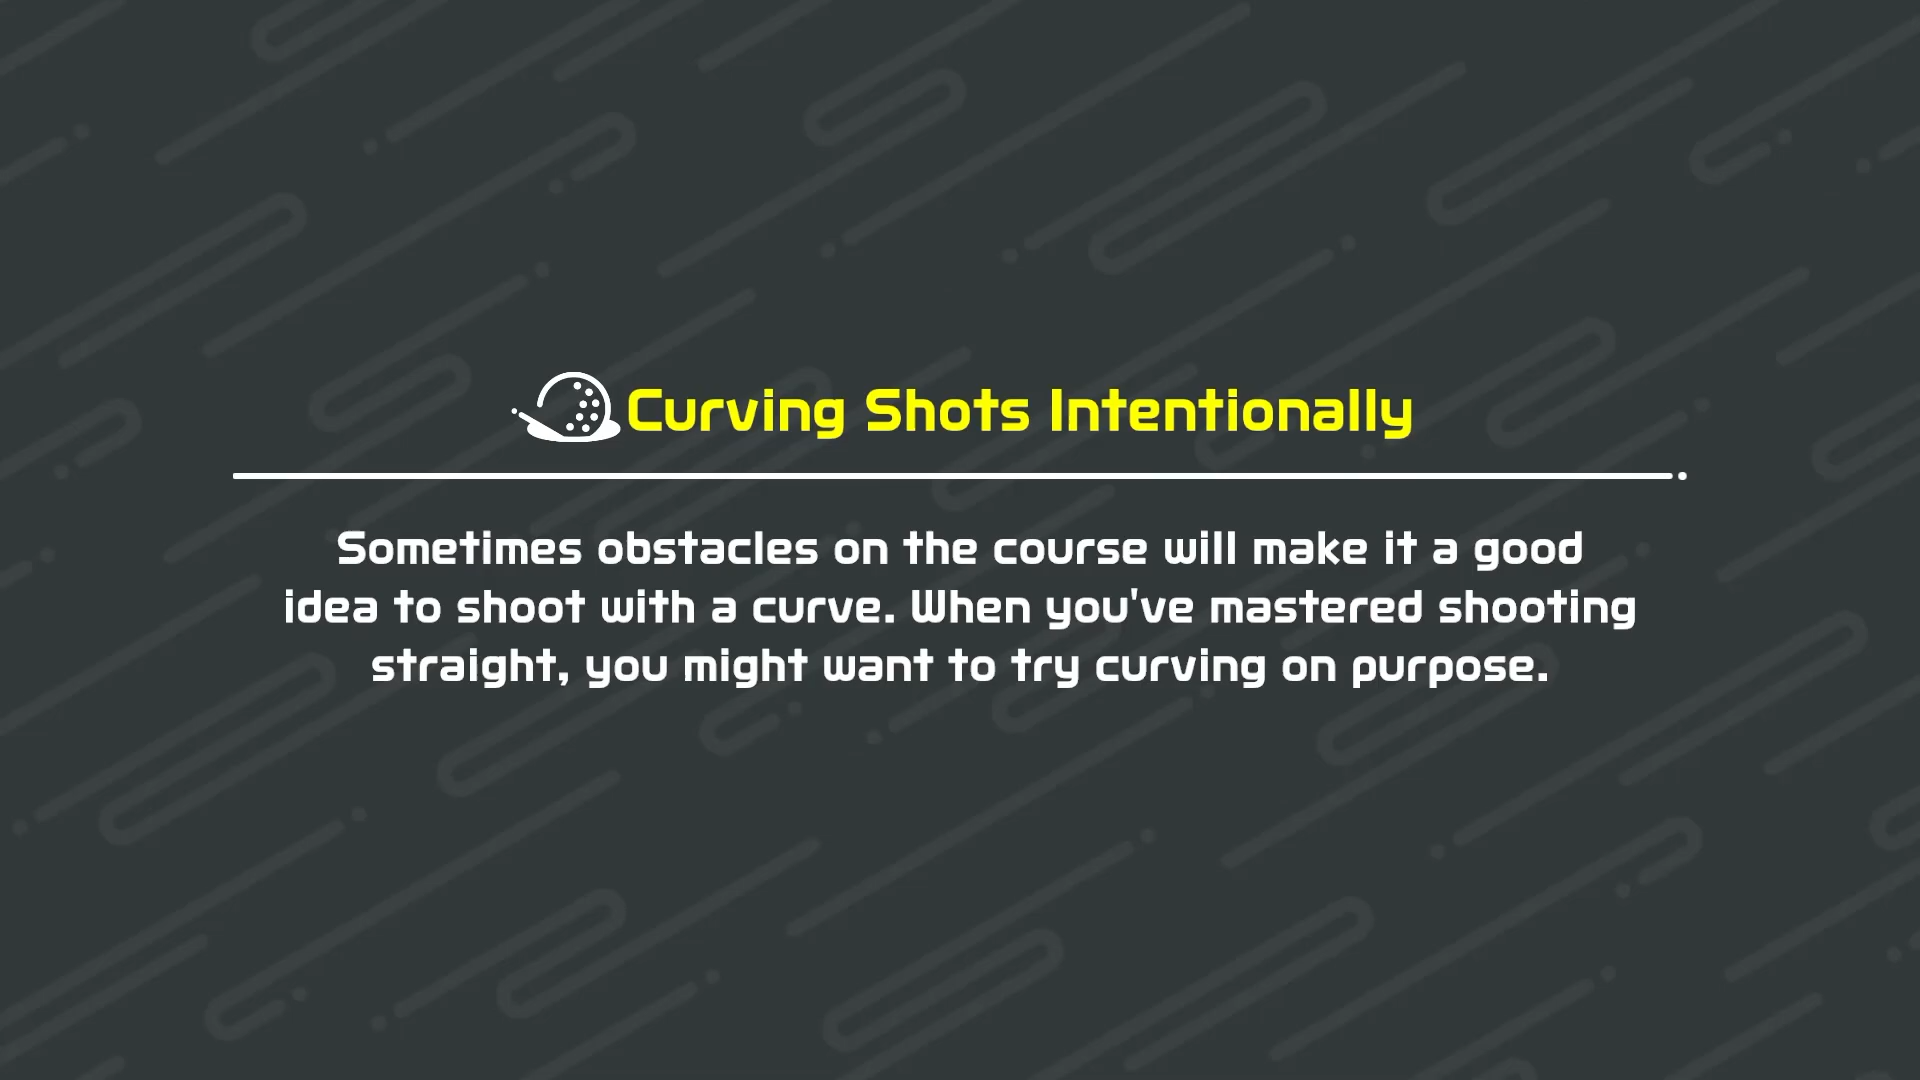 Curving Shots Intentionally
Sometimes obstacles on the course will make it a good
idea to shoot with a curve. When you've mastered shooting
straight, you might want to try curving on purpose.